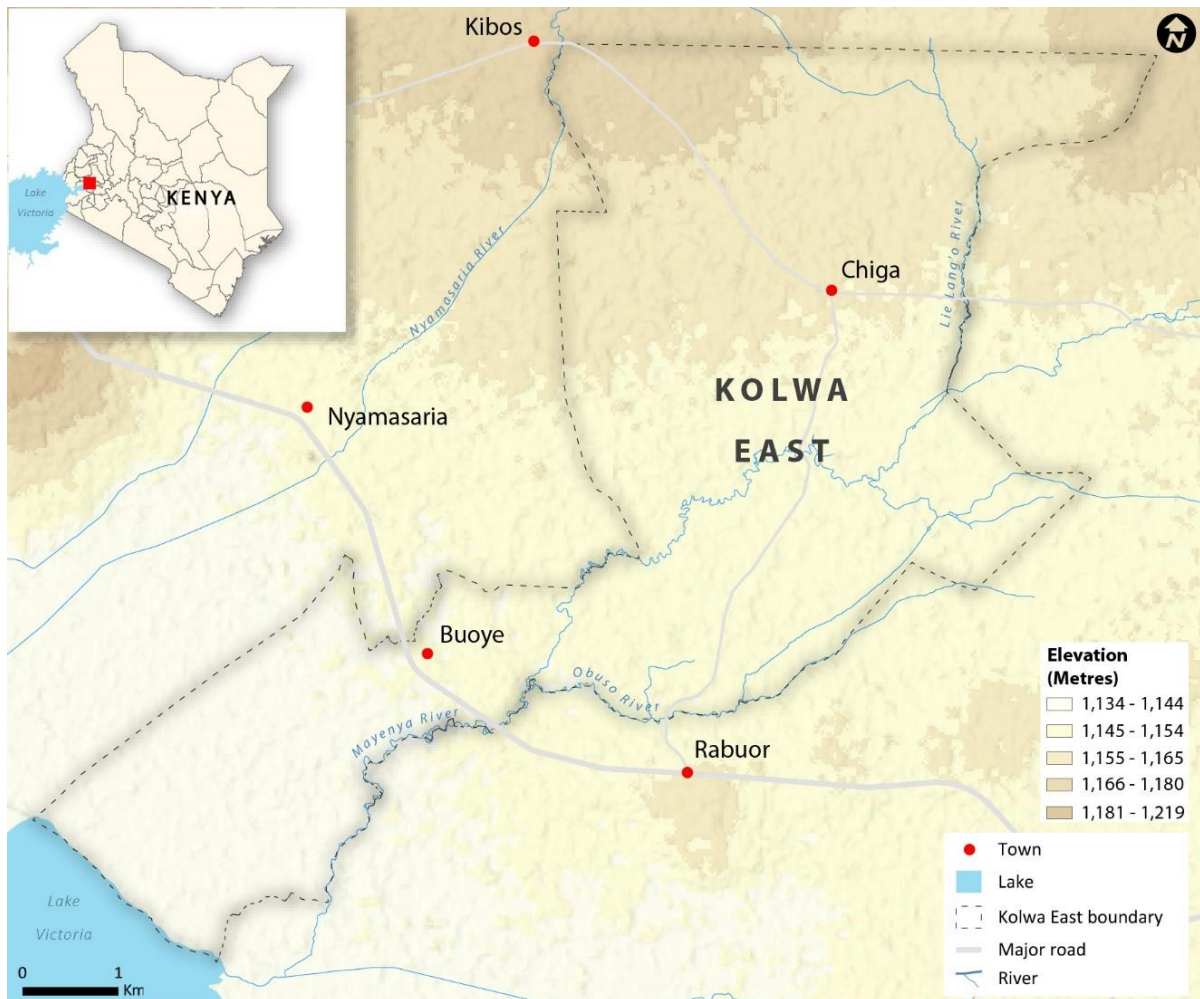 Kibos
N
Lake
Victoria
KENYA
Nyamasaria River
Lie Lang'o River
Chiga
KOLWA
EAST
Nyamasaria
Buoye
Obuso River
Mayenya River
Rabuor
Elevation
(Metres)
1,134 - 1,144
1,145 - 1,154
1,155 - 1,165
1,166 - 1,180
1,181 - 1,219
Town
Lake
Kolwa East boundary
Major road
River
Lake
Victoria
0 1
Km